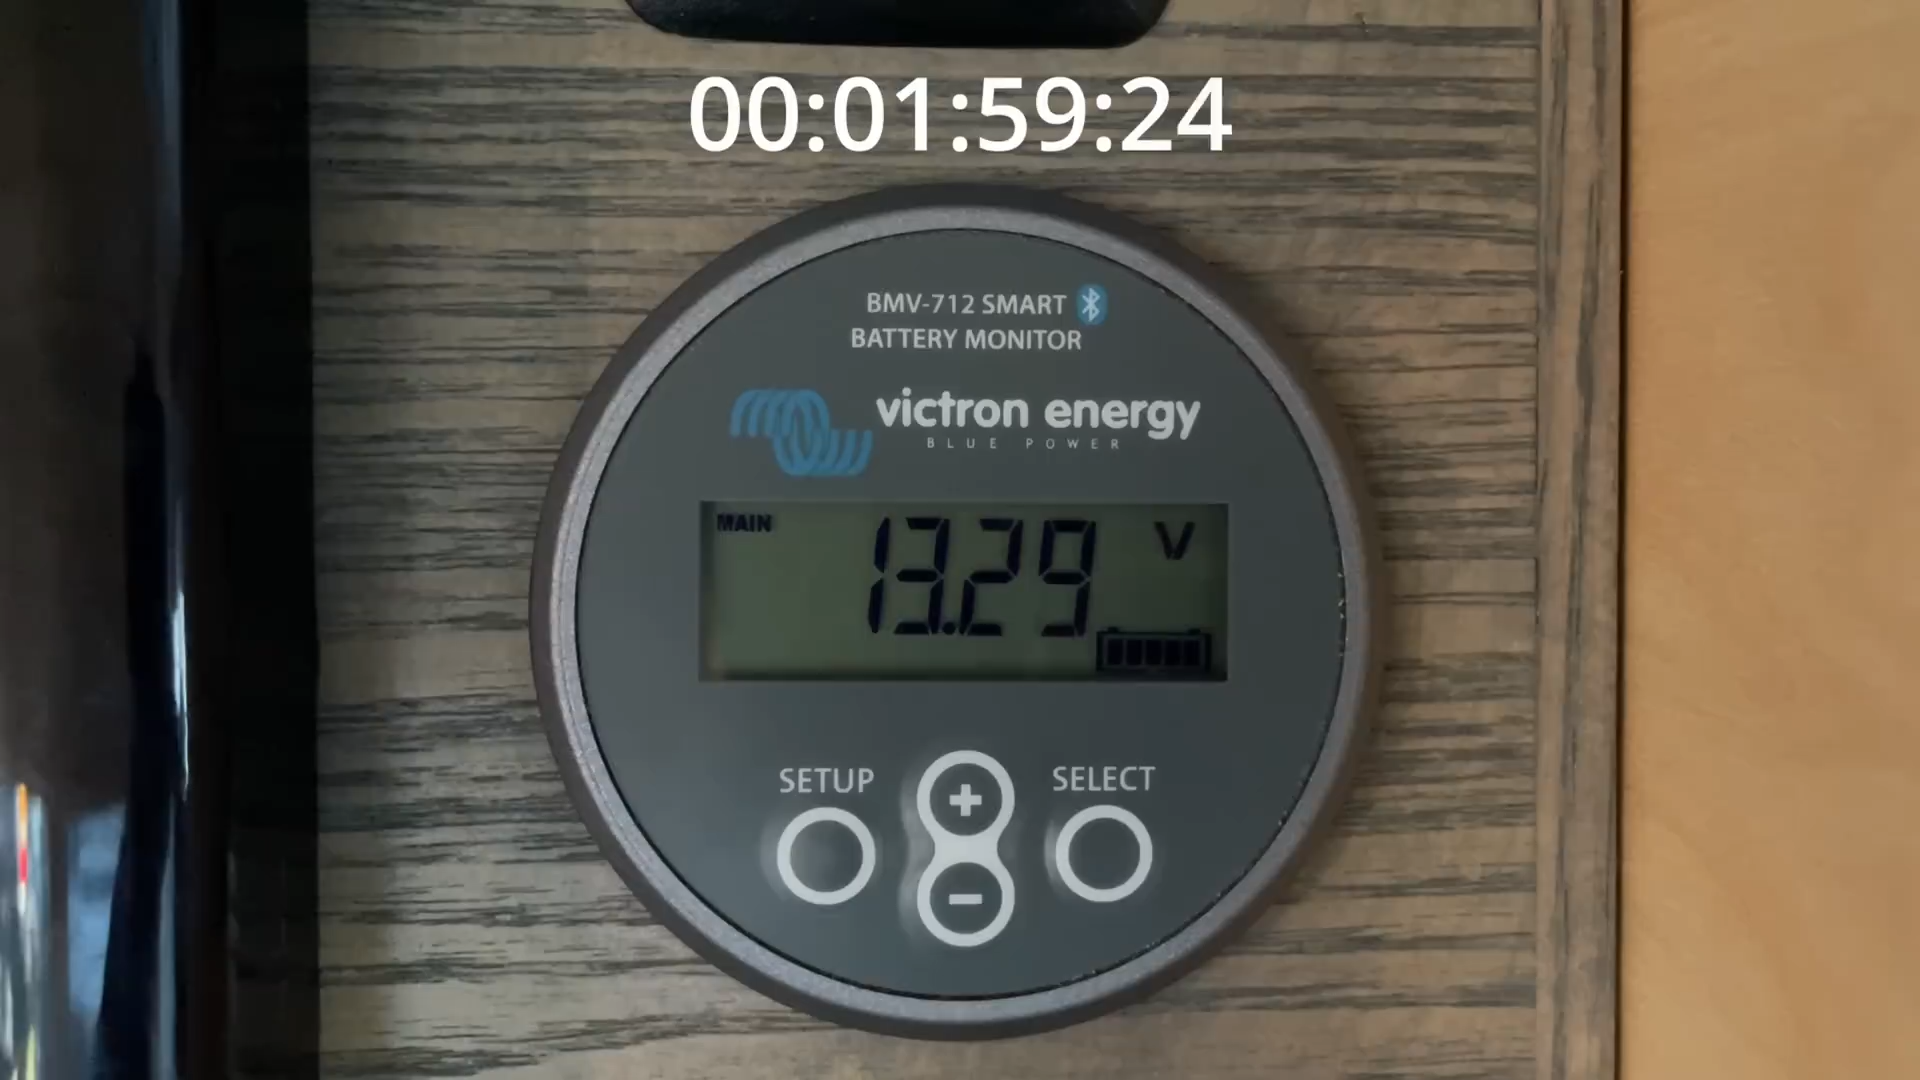 00:01:59:24
BMV-712 SMART
BATTERY MONITOR
victron energy
BLUE POWER
MAIN 13.29 V
SETUP + SELECT
-